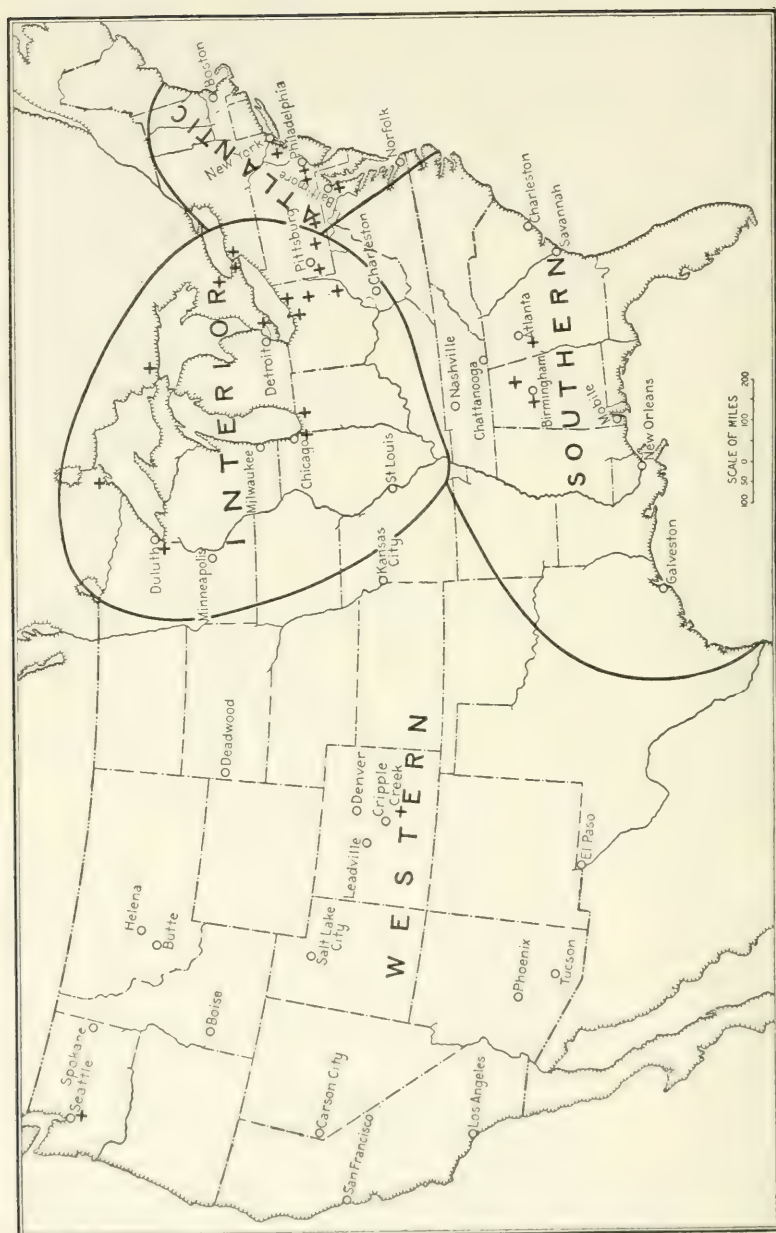 Seattle
Spokane
Helena
Butte
Boise
Deadwood
Duluth
Minneapolis
Milwaukee
Chicago
Detroit
INTERIOR
Boston
New York
Philadelphia
Baltimore
Norfolk
ATLANTIC
Pittsburg
Charleston
San Francisco
Carson City
Salt Lake
City
Leadville
Denver
Cripple
Creek
WESTERN
Kansas City
St Louis
Nashville
Chattanooga
Atlanta
Birmingham
Charleston
Savannah
SOUTHERN
Mobile
New Orleans
Galveston
Los Angeles
Phoenix
Tucson
El Paso
SCALE OF MILES
100 50 0 100 200